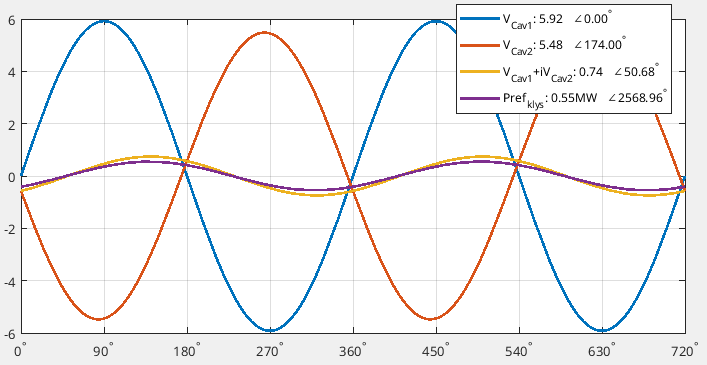 V_Cav1: 5.92 ∠0.00°
V_Cav2: 5.48 ∠174.00°
V_Cav1+iV_Cav2: 0.74 ∠50.68°
Pref_klys: 0.55MW ∠2568.96°
6
4
2
0
-2
-4
-6
0° 90° 180° 270° 360° 450° 540° 630° 720°